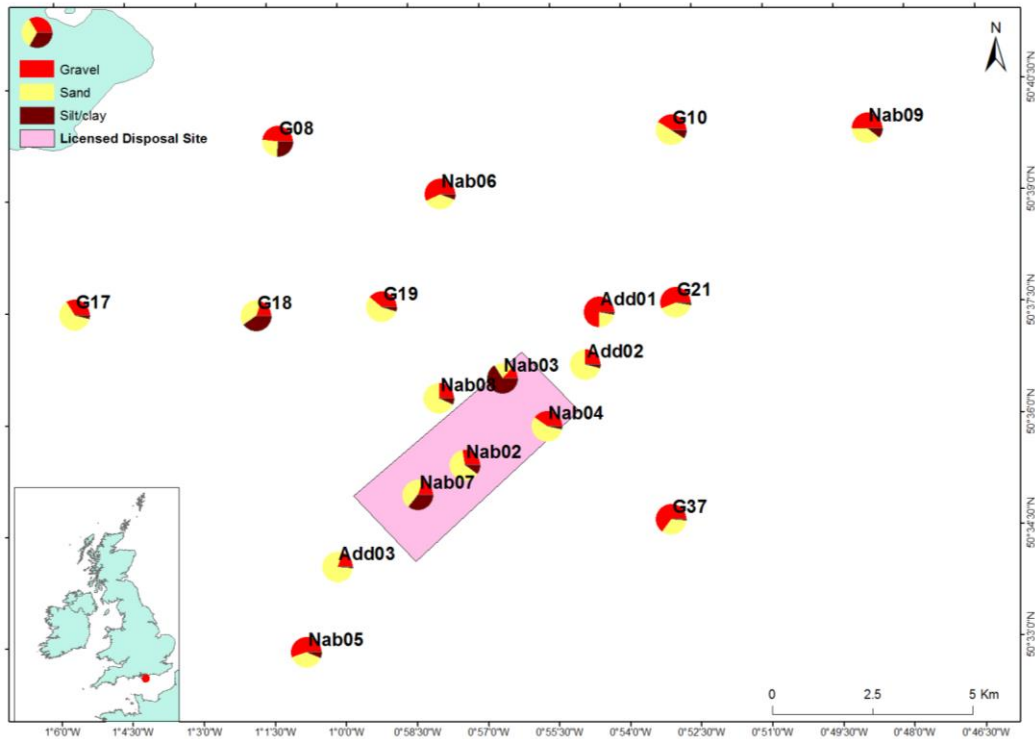 N
Gravel
Sand
Silt/clay
Licensed Disposal Site
G08
G10
Nab09
Nab06
G17
G18
G19
Add01
G21
Add02
Nab03
Nab08
Nab04
Nab02
Nab07
G37
Add03
Nab05
50°40'30"N
50°39'0"N
50°37'30"N
50°36'0"N
50°34'30"N
50°33'0"N
0 2.5 5 Km
1°6'0"W 1°4'30"W 1°3'0"W 1°1'30"W 1°0'0"W 0°58'30"W 0°57'0"W 0°55'30"W 0°54'0"W 0°52'30"W 0°51'0"W 0°49'30"W 0°48'0"W 0°46'30"W